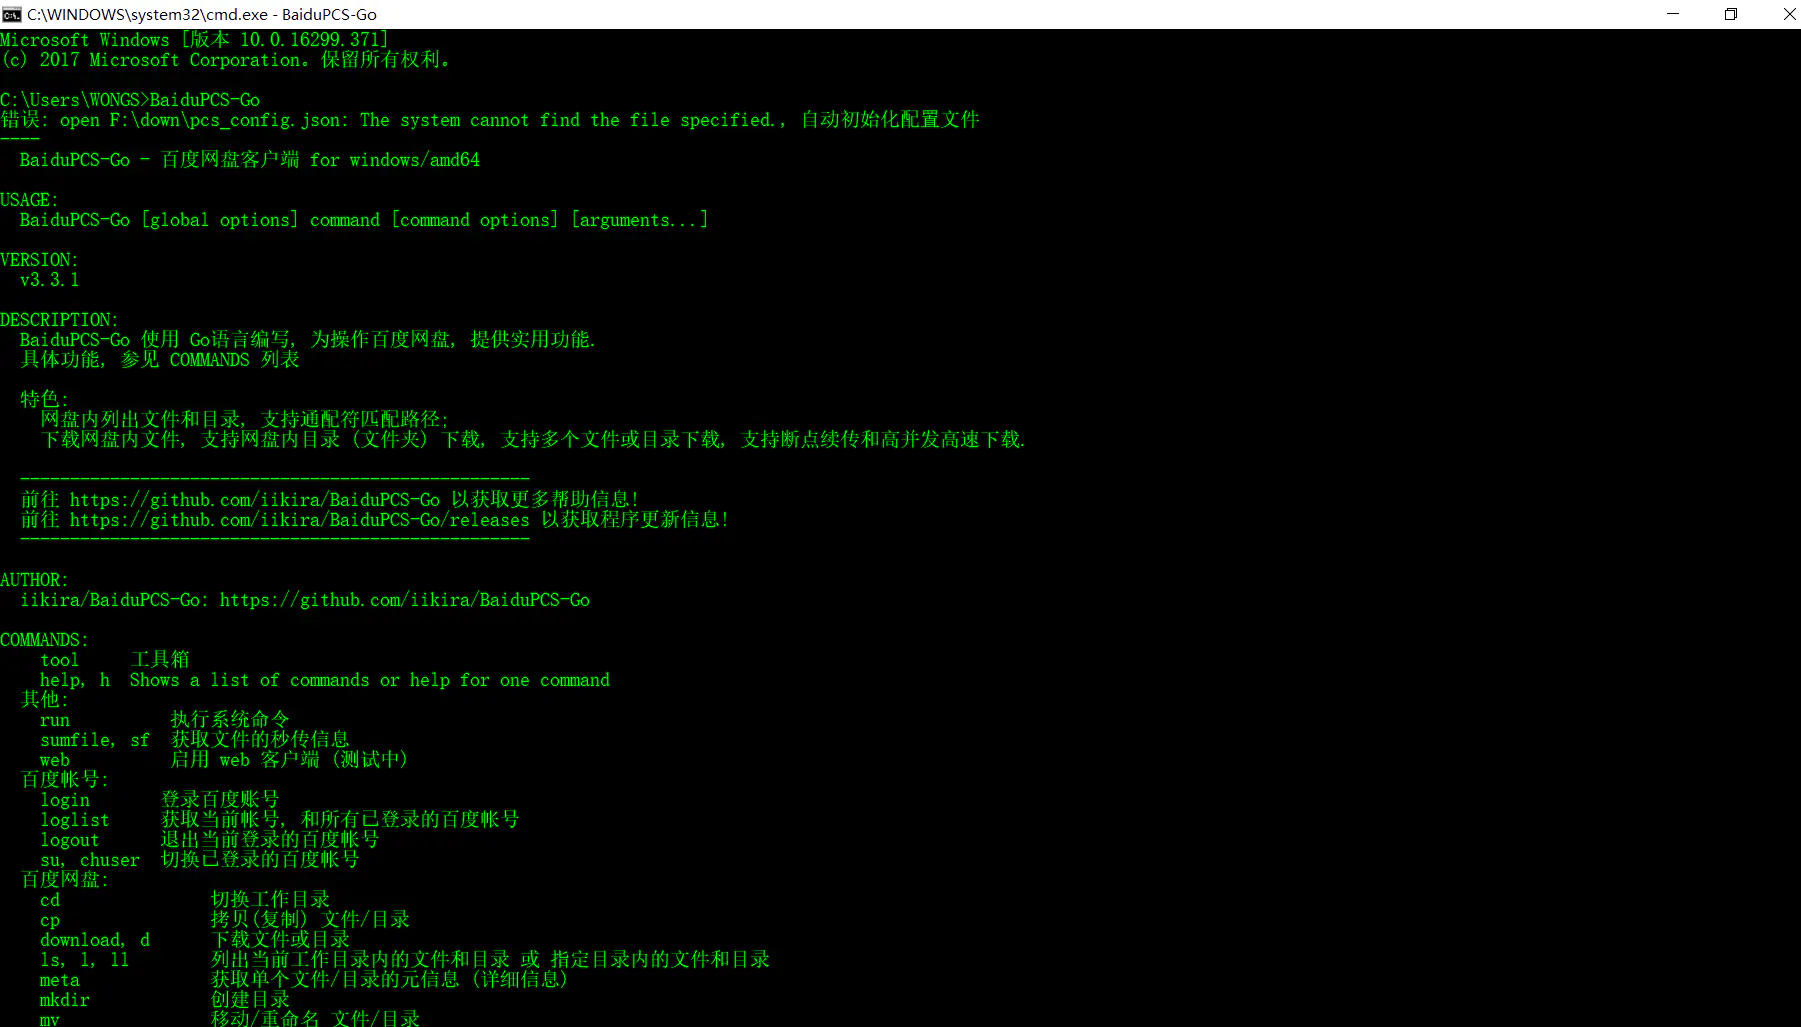 C:\WINDOWS\system32\cmd.exe - BaiduPCS-Go
Microsoft Windows [版本 10.0.16299.371]
(c) 2017 Microsoft Corporation。保留所有权利。
C:\Users\WONGS>BaiduPCS-Go
错误: open F:\down\pcs_config.json: The system cannot find the file specified., 自动初始化配置文件
----
BaiduPCS-Go - 百度网盘客户端 for windows/amd64
USAGE:
BaiduPCS-Go [global options] command [command options] [arguments...]
VERSION:
v3.3.1
DESCRIPTION:
BaiduPCS-Go 使用 Go语言编写, 为操作百度网盘, 提供实用功能.
具体功能, 参见 COMMANDS 列表
特色:
网盘内列出文件和目录, 支持通配符匹配路径;
下载网盘内文件, 支持网盘内目录 (文件夹) 下载, 支持多个文件或目录下载, 支持断点续传和高并发高速下载.
---------------------------------------------------
前往 https://github.com/iikira/BaiduPCS-Go 以获取更多帮助信息!
前往 https://github.com/iikira/BaiduPCS-Go/releases 以获取程序更新信息!
---------------------------------------------------
AUTHOR:
iikira/BaiduPCS-Go: https://github.com/iikira/BaiduPCS-Go
COMMANDS:
tool 工具箱
help, h Shows a list of commands or help for one command
其他:
run 执行系统命令
sumfile, sf 获取文件的秒传信息
web 启用 web 客户端 (测试中)
百度帐号:
login 登录百度账号
loglist 获取当前帐号, 和所有已登录的百度帐号
logout 退出当前登录的百度帐号
su, chuser 切换已登录的百度帐号
百度网盘:
cd 切换工作目录
cp 拷贝(复制) 文件/目录
download, d 下载文件或目录
ls, l, ll 列出当前工作目录内的文件和目录 或 指定目录内的文件和目录
meta 获取单个文件/目录的元信息 (详细信息)
mkdir 创建目录
mv 移动/重命名 文件/目录